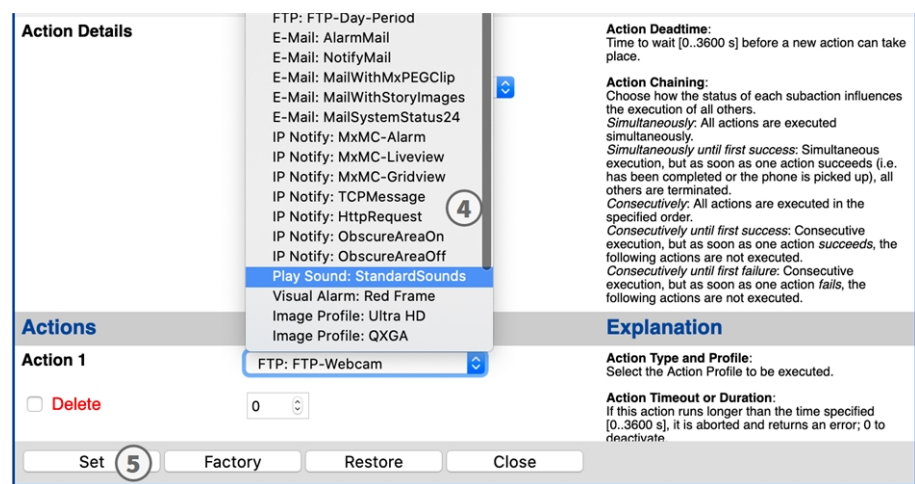 Action Details
FTP: FTP-Day-Period
E-Mail: AlarmMail
E-Mail: NotifyMail
E-Mail: MailWithMxPEGClip
E-Mail: MailWithStoryImages
E-Mail: MailSystemStatus24
IP Notify: MxMC-Alarm
IP Notify: MxMC-Liveview
IP Notify: MxMC-Gridview
IP Notify: TCPMessage
IP Notify: HttpRequest
IP Notify: ObscureAreaOn
IP Notify: ObscureAreaOff
Play Sound: StandardSounds
Visual Alarm: Red Frame
Image Profile: Ultra HD
Image Profile: QXGA
4
Action Deadtime:
Time to wait [0..3600 s] before a new action can take
place.
Action Chaining:
Choose how the status of each subaction influences
the execution of all others.
Simultaneously: All actions are executed
simultaneously.
Simultaneously until first success: Simultaneous
execution, but as soon as one action succeeds (i.e.
has been completed or the phone is picked up), all
others are terminated.
Consecutively: All actions are executed in the
specified order.
Consecutively until first success: Consecutive
execution, but as soon as one action succeeds, the
following actions are not executed.
Consecutively until first failure: Consecutive
execution, but as soon as one action fails, the
following actions are not executed.
Actions
Explanation
Action 1
FTP: FTP-Webcam
Action Type and Profile:
Select the Action Profile to be executed.
Delete
0
Action Timeout or Duration:
If this action runs longer than the time specified
[0..3600 s], it is aborted and returns an error; 0 to
deactivate.
Set
5
Factory
Restore
Close